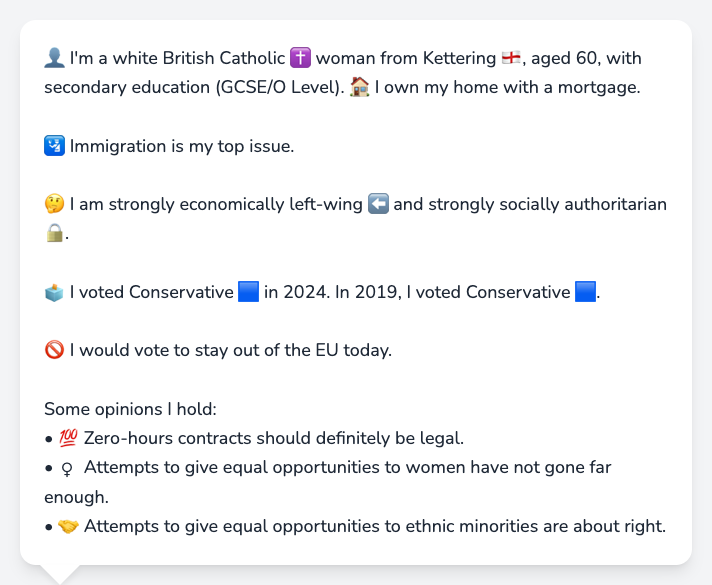 👤 I'm a white British Catholic ✝️ woman from Kettering 🏴󠁧󠁢󠁥󠁮󠁧󠁿, aged 60, with
secondary education (GCSE/O Level). 🏠 I own my home with a mortgage.
🛂 Immigration is my top issue.
🤔 I am strongly economically left-wing ⬅️ and strongly socially authoritarian
🔒.
🗳️ I voted Conservative 🟦 in 2024. In 2019, I voted Conservative 🟦.
🚫 I would vote to stay out of the EU today.
Some opinions I hold:
• 💯 Zero-hours contracts should definitely be legal.
• ♀ Attempts to give equal opportunities to women have not gone far
enough.
• 🤝 Attempts to give equal opportunities to ethnic minorities are about right.